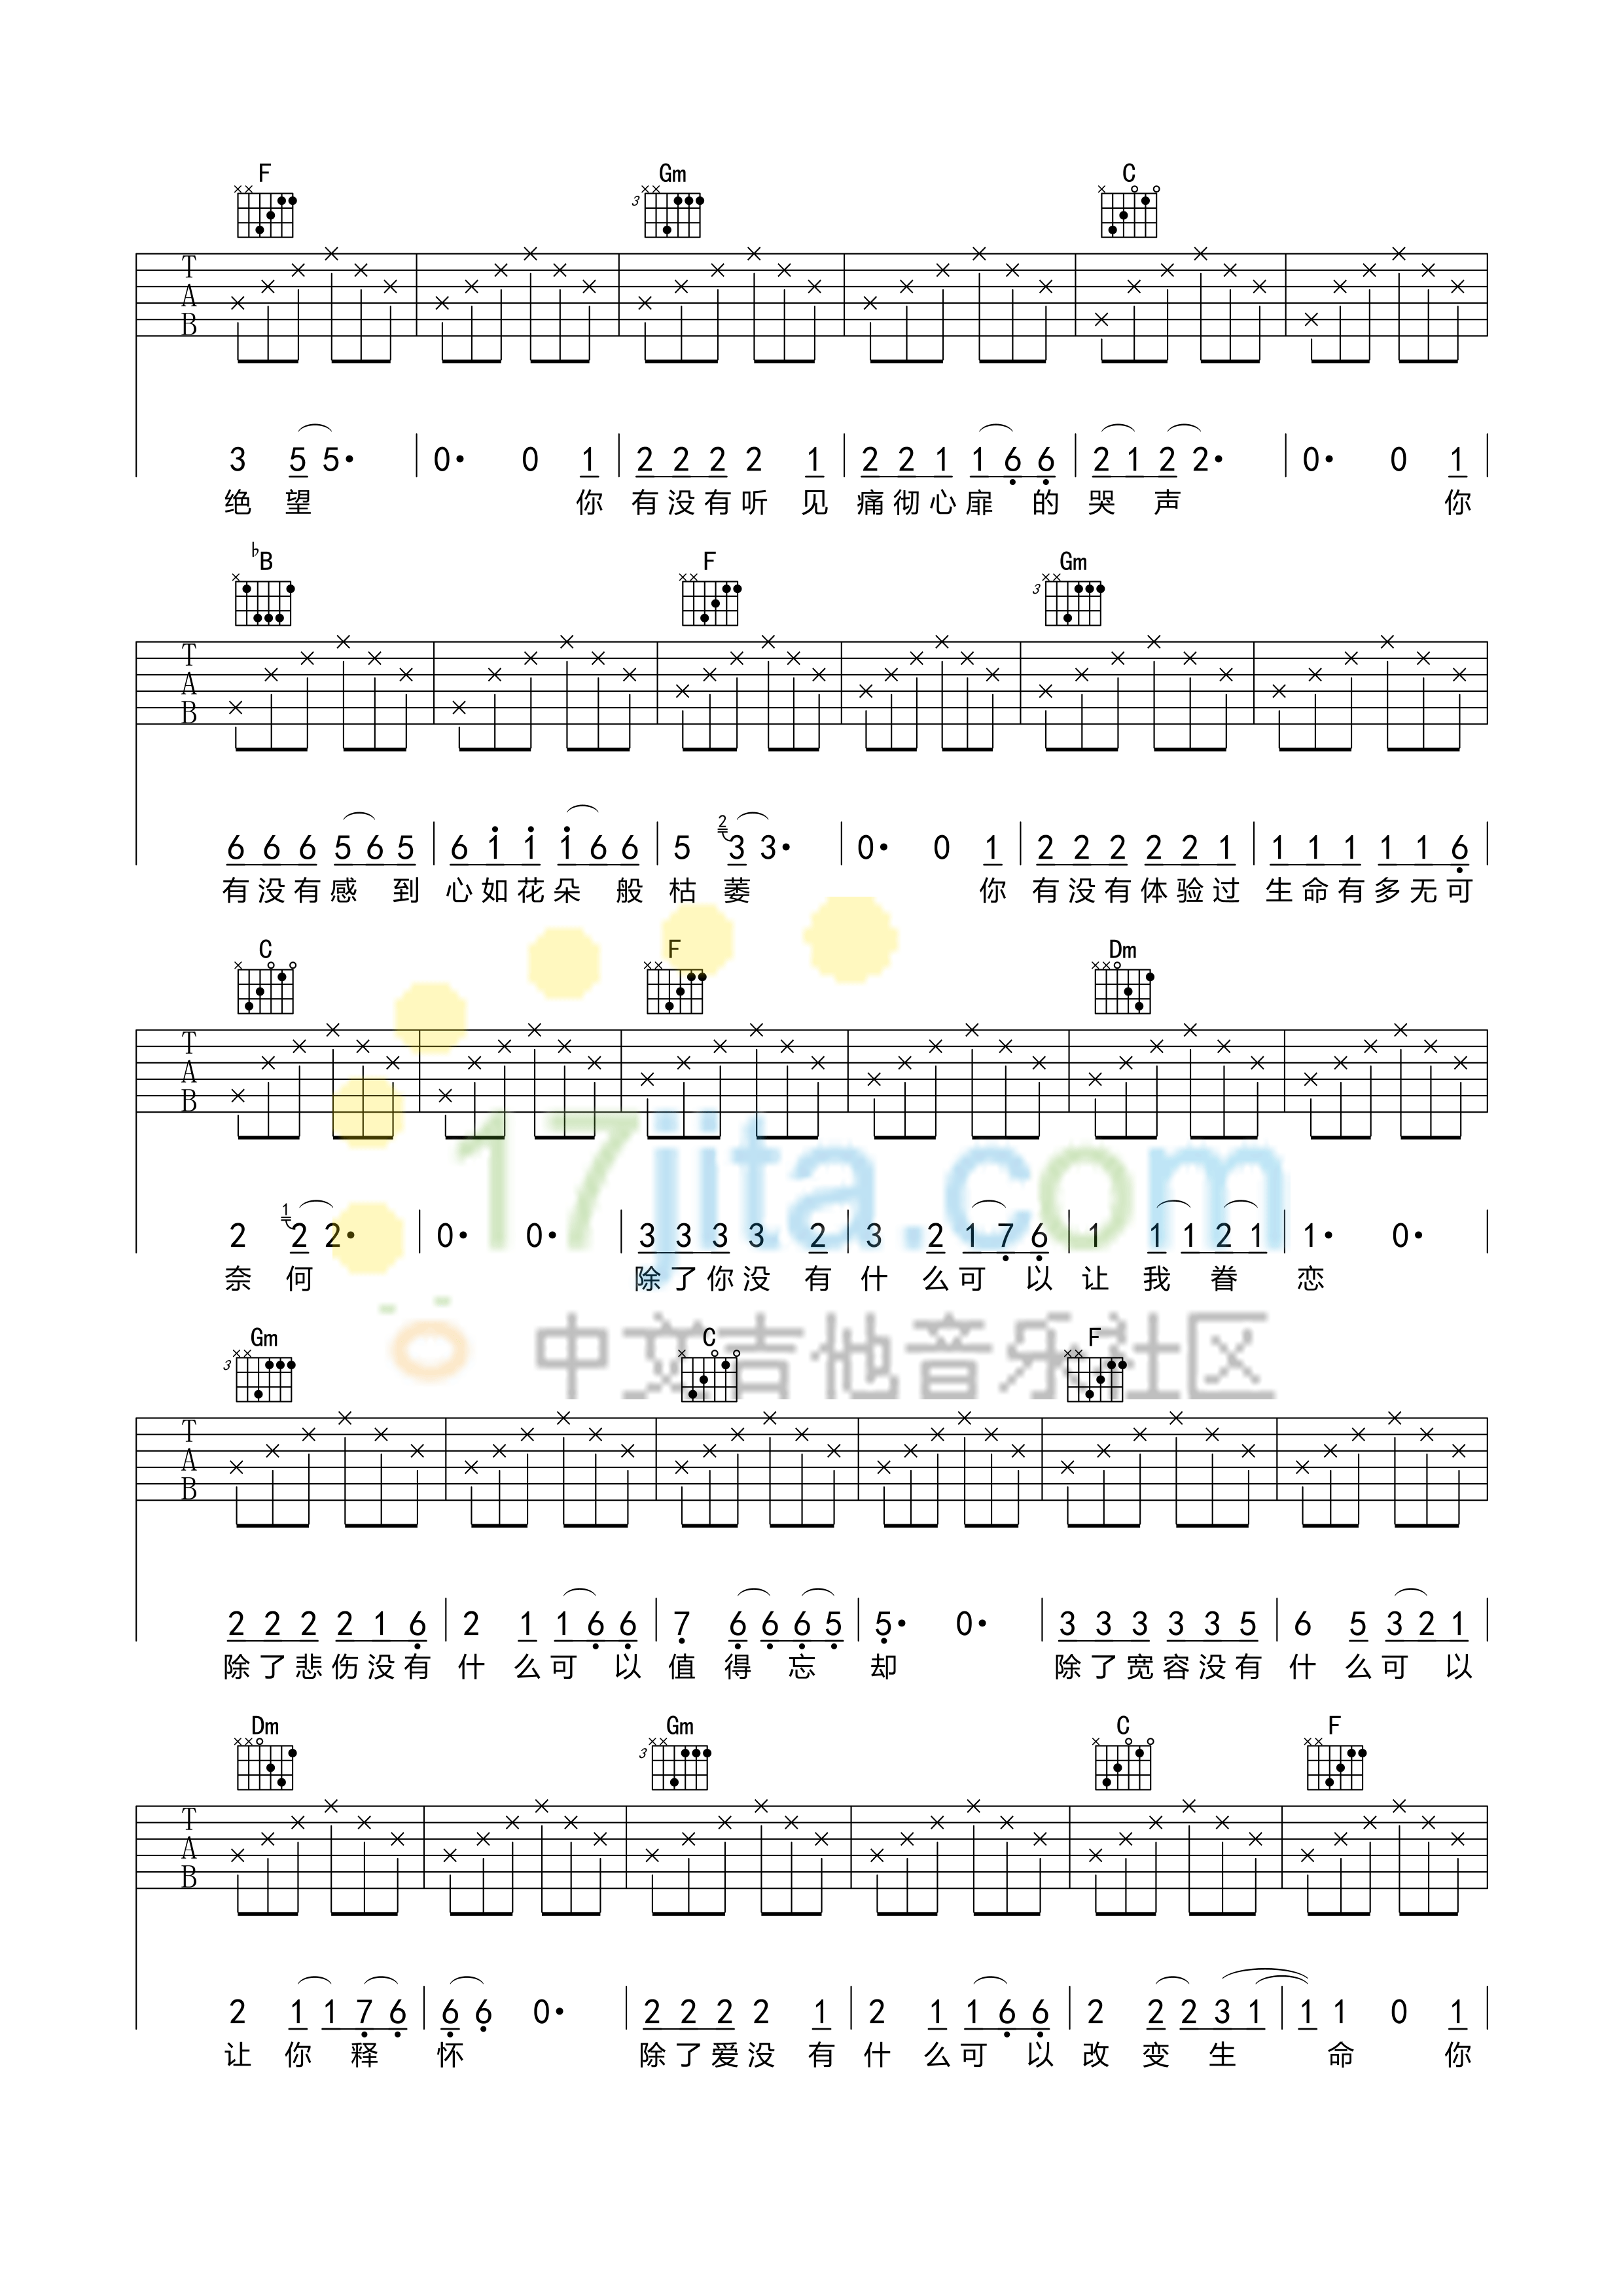 F Gm C
3 3
T
A
B
3 5 5• | 0• 0 1 | 2 2 2 2 1 | 2 2 1 1 6 6 | 2 1 2 2• | 0• 0 1
绝 望 你 有 没 有 听 见 痛 彻 心 扉 的 哭 声 你
♭B F Gm
3
T
A
B
6 6 6 5 6 5 | 6 1 1 1 6 6 | 5 2 3 3• | 0• 0 1 | 2 2 2 2 2 1 | 1 1 1 1 1 6
有 没 有 感 到 心 如 花 朵 般 枯 萎 你 有 没 有 体 验 过 生 命 有 多 无 可
C F Dm
T
A
B
17jita.com
2 1 2 2• | 0• 0• | 3 3 3 3 2 | 3 2 1 7 6 | 1 1 1 2 1 | 1• 0•
奈 何 除 了 你 没 有 什 么 可 以 让 我 眷 恋
中文吉他音乐社区
Gm C F
3
T
A
B
2 2 2 2 1 6 | 2 1 1 6 6 | 7 6 6 6 5 | 5• 0• | 3 3 3 3 3 5 | 6 5 3 2 1
除 了 悲 伤 没 有 什 么 可 以 值 得 忘 却 除 了 宽 容 没 有 什 么 可 以
Dm Gm C F
3
T
A
B
2 1 1 7 6 | 6 6 0• | 2 2 2 2 1 | 2 1 1 6 6 | 2 2 2 3 1 | 1 1 0 1
让 你 释 怀 除 了 爱 没 有 什 么 可 以 改 变 生 命 你